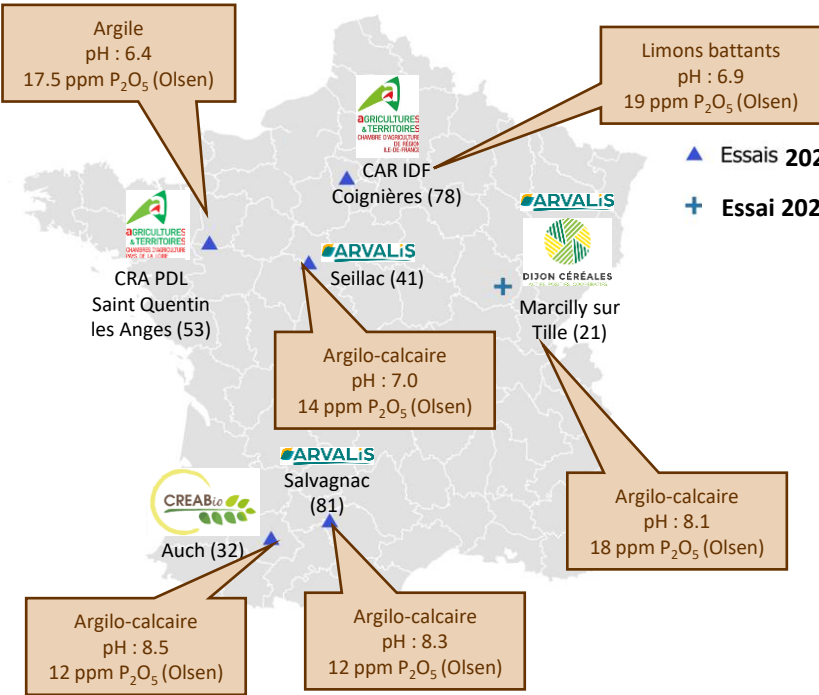 Argile
pH : 6.4
17.5 ppm P₂O₅ (Olsen)
Limons battants
pH : 6.9
19 ppm P₂O₅ (Olsen)
AGRICULTURES
& TERRITOIRES
CHAMBRE D'AGRICULTURE
DE RÉGION
ILE-DE-FRANCE
CAR IDF
Coignières (78)
Essais 202
Essai 202
AGRICULTURES
& TERRITOIRES
CHAMBRES D'AGRICULTURE
PAYS DE LA LOIRE
CRA PDL
Saint Quentin
les Anges (53)
ARVALIS
Seillac (41)
ARVALIS
DIJON CÉRÉALES
Marcilly sur
Tille (21)
Argilo-calcaire
pH : 7.0
14 ppm P₂O₅ (Olsen)
ARVALIS
Salvagnac
(81)
CREABio
Auch (32)
Argilo-calcaire
pH : 8.1
18 ppm P₂O₅ (Olsen)
Argilo-calcaire
pH : 8.5
12 ppm P₂O₅ (Olsen)
Argilo-calcaire
pH : 8.3
12 ppm P₂O₅ (Olsen)